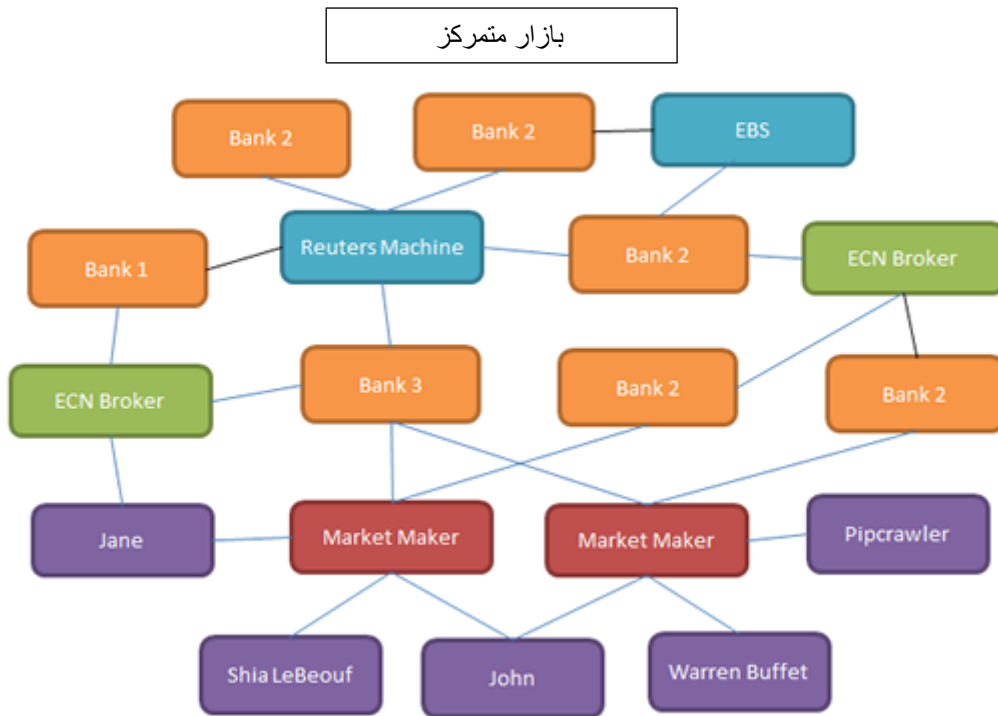 بازار متمرکز
Bank 2
Bank 2
EBS
Bank 1
Reuters Machine
Bank 2
ECN Broker
ECN Broker
Bank 3
Bank 2
Bank 2
Jane
Market Maker
Market Maker
Pipcrawler
Shia LeBeouf
John
Warren Buffet